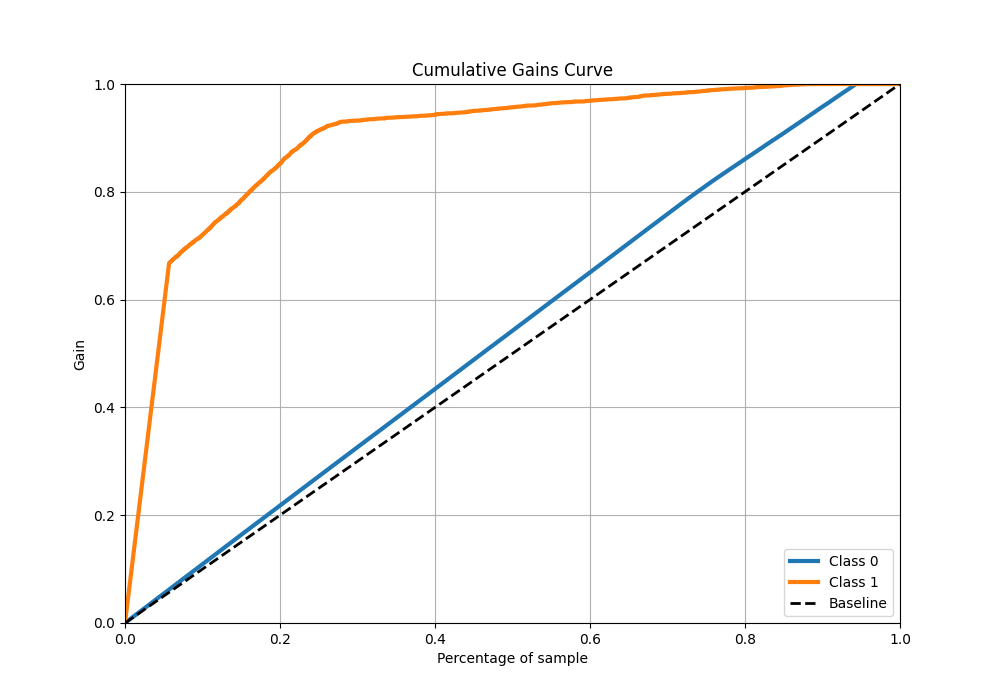 Cumulative Gains Curve
Gain
1.0
0.8
0.6
0.4
0.2
0.0
0.0 0.2 0.4 0.6 0.8 1.0
Percentage of sample
Class 0
Class 1
Baseline